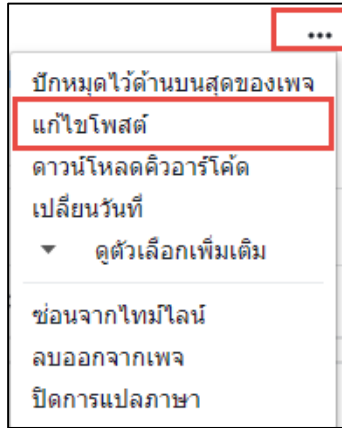 ...
ปักหมุดไว้ด้านบนสุดของเพจ
แก้ไขโพสต์
ดาวน์โหลดคิวอาร์โค้ด
เปลี่ยนวันที่
ดูตัวเลือกเพิ่มเติม
ซ่อนจากไทม์ไลน์
ลบออกจากเพจ
ปิดการแปลภาษา